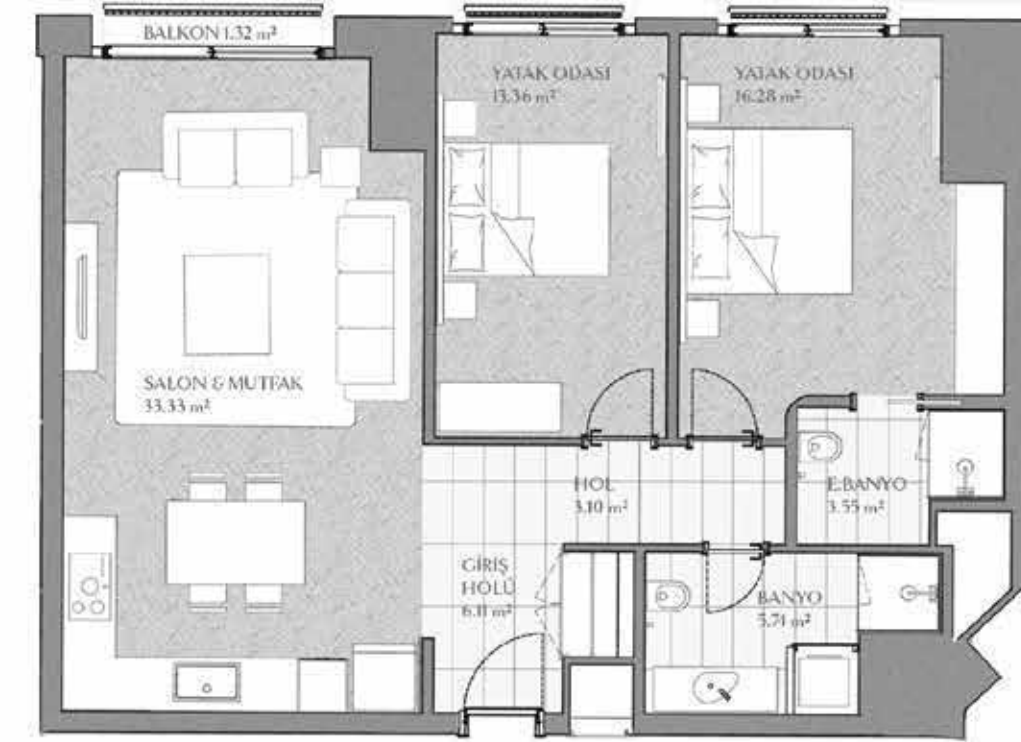 BALKON 1.32 m²
YATAK ODASI
13.36 m²
YATAK ODASI
16.28 m²
SALON & MUTFAK
33.33 m²
HOL
3.10 m²
E.BANYO
3.55 m²
GİRİŞ
HOLÜ
6.11 m²
BANYO
5.71 m²